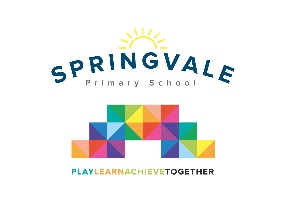 SPRINGVALE
Primary School
PLAYLEARNACHIEVETOGETHER